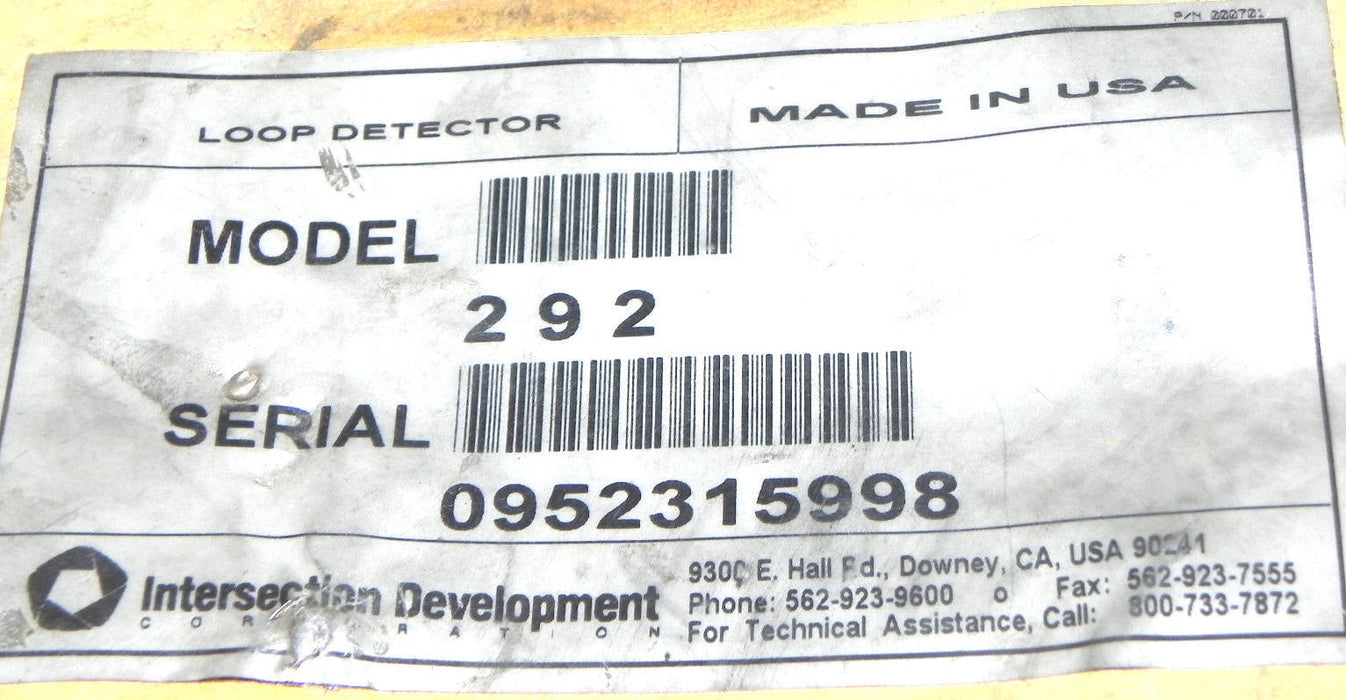 P/N 000701
LOOP DETECTOR
MADE IN USA
MODEL
292
SERIAL
0952315998
Intersection Development
CORPORATION
9300 E. Hall Rd., Downey, CA, USA 90241
Phone: 562-923-9600 o Fax: 562-923-7555
For Technical Assistance, Call: 800-733-7872